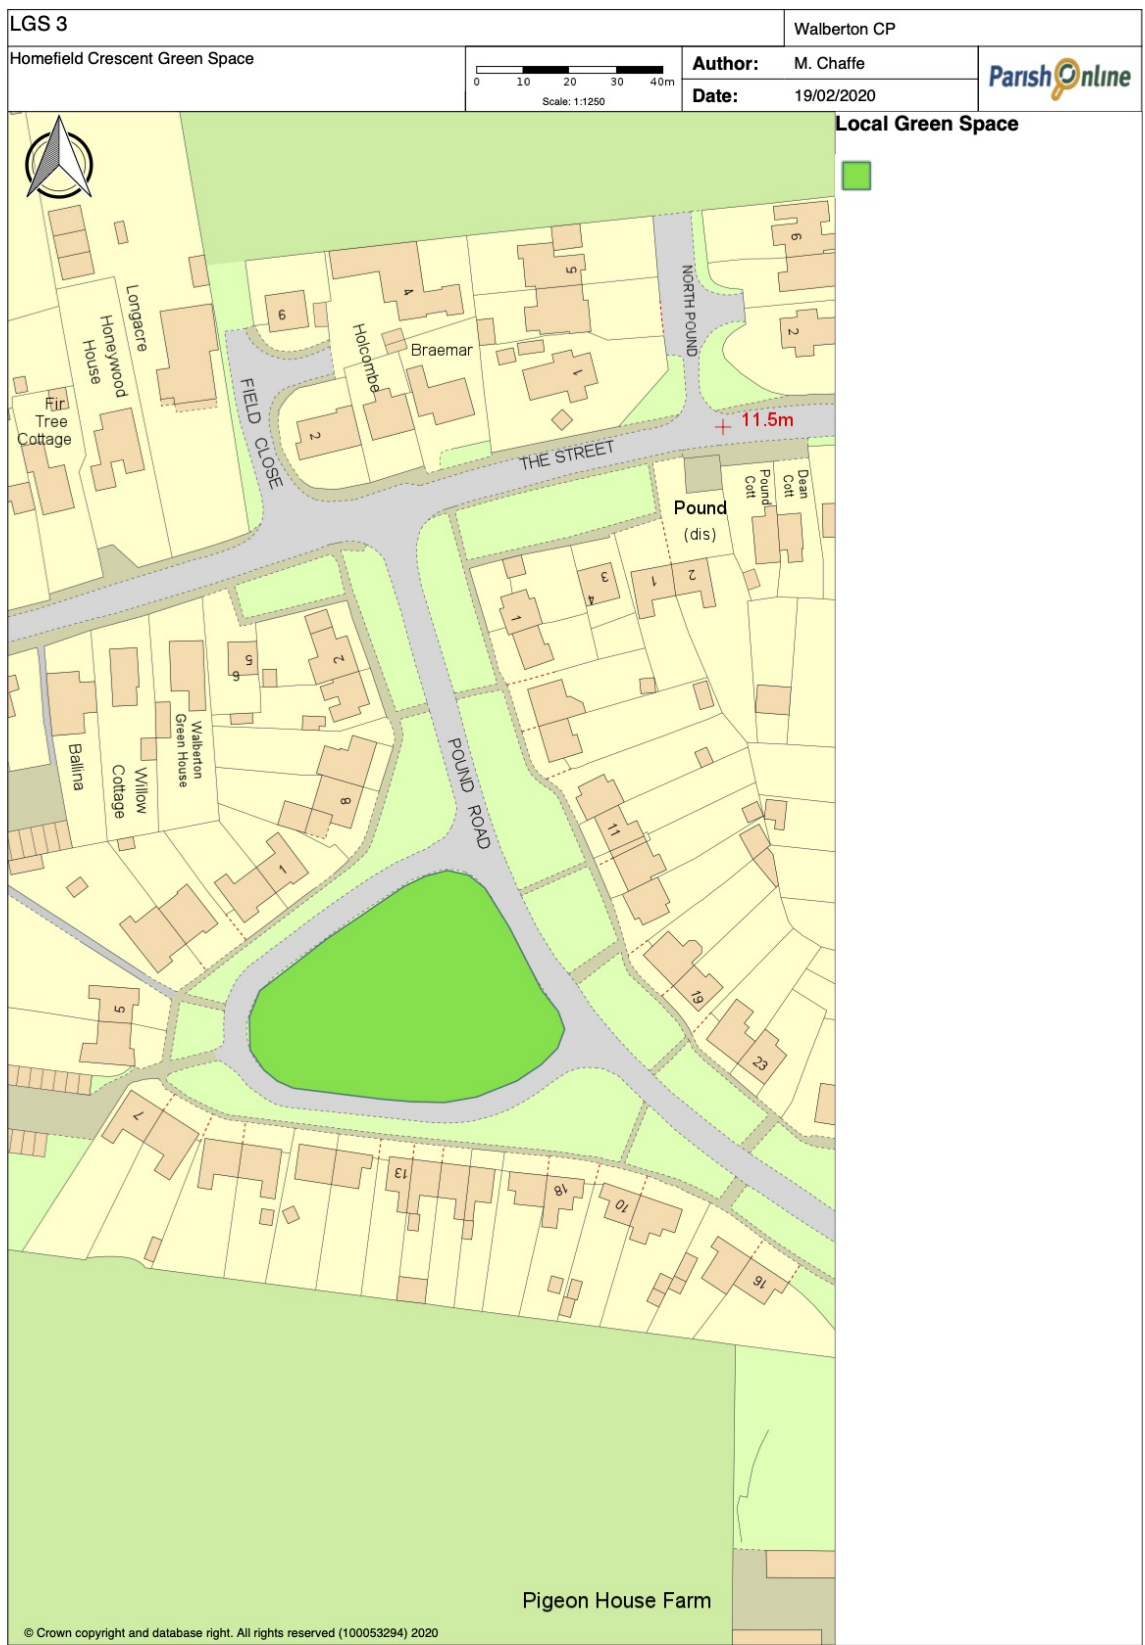 LGS 3
Walberton CP
Homefield Crescent Green Space
0 10 20 30 40m
Scale: 1:1250
Author: M. Chaffe
Date: 19/02/2020
Parish Online
Local Green Space
6
5
4
6
NORTH POUND
2
Longacre
Honeywood
House
Holcombe
Braemar
1
Fir
Tree
Cottage
FIELD CLOSE
2
11.5m
THE STREET
Pound
(dis)
Pound
Cott
Dean
Cott
3
4
1
2
1
5
6
2
Ballina
Willow
Cottage
Walberton
Green House
POUND ROAD
8
11
1
19
5
23
7
13
18
10
16
Pigeon House Farm
© Crown copyright and database right. All rights reserved (100053294) 2020